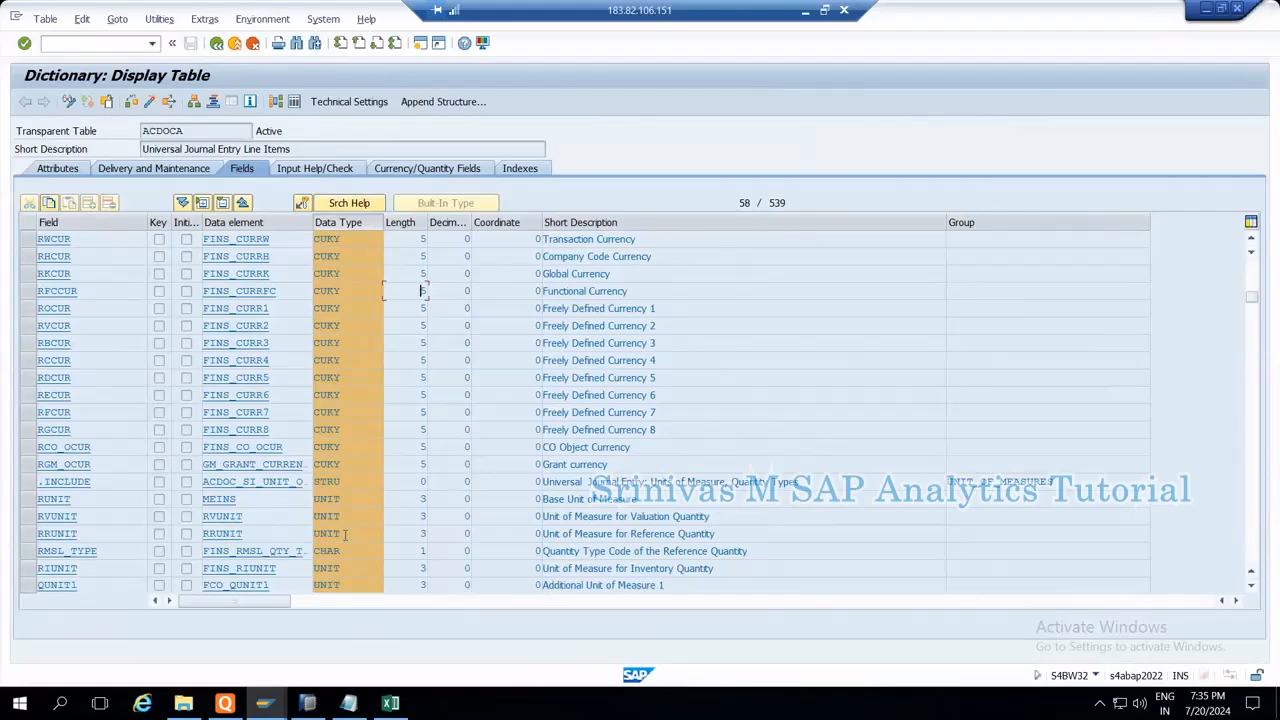 Table Edit Goto Utilities Extras Environment System Help
183.82.106.151
Dictionary: Display Table
Technical Settings Append Structure...
Transparent Table ACDOCA Active
Short Description Universal Journal Entry Line Items
Attributes Delivery and Maintenance Fields Input Help/Check Currency/Quantity Fields Indexes
Srch Help Built-In Type 58 / 539
Field Key Initi... Data element Data Type Length Decim... Coordinate Short Description Group
RWCUR FINS_CURRW CUKY 5 0 0 Transaction Currency
RHCUR FINS_CURRH CUKY 5 0 0 Company Code Currency
RKCUR FINS_CURRK CUKY 5 0 0 Global Currency
RFCCUR FINS_CURRFC CUKY 5 0 0 Functional Currency
ROCUR FINS_CURR1 CUKY 5 0 0 Freely Defined Currency 1
RVCUR FINS_CURR2 CUKY 5 0 0 Freely Defined Currency 2
RBCUR FINS_CURR3 CUKY 5 0 0 Freely Defined Currency 3
RCCUR FINS_CURR4 CUKY 5 0 0 Freely Defined Currency 4
RDCUR FINS_CURR5 CUKY 5 0 0 Freely Defined Currency 5
RECUR FINS_CURR6 CUKY 5 0 0 Freely Defined Currency 6
RFCUR FINS_CURR7 CUKY 5 0 0 Freely Defined Currency 7
RGCUR FINS_CURR8 CUKY 5 0 0 Freely Defined Currency 8
RCO_OCUR FINS_CO_OCUR CUKY 5 0 0 CO Object Currency
RGM_OCUR GM_GRANT_CURREN... CUKY 5 0 0 Grant currency
.INCLUDE ACDOC_SI_UNIT_Q... STRU 0 0 0 Universal Journal Entry: Units of Measure, Quantity Types UNIT_OF_MEASURES
Srinivas M SAP Analytics Tutorial
RUNIT MEINS UNIT 3 0 0 Base Unit of Measure
RVUNIT RVUNIT UNIT 3 0 0 Unit of Measure for Valuation Quantity
RRUNIT RRUNIT UNIT 3 0 0 Unit of Measure for Reference Quantity
RMSL_TYPE FINS_RMSL_QTY_T... CHAR 1 0 0 Quantity Type Code of the Reference Quantity
RIUNIT FINS_RIUNIT UNIT 3 0 0 Unit of Measure for Inventory Quantity
QUNIT1 FCO_QUNIT1 UNIT 3 0 0 Additional Unit of Measure 1
Activate Windows
Go to Settings to activate Windows.
SAP S4BW32 s4abap2022 INS
ENG 7:35 PM
IN 7/20/2024